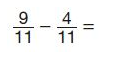 9/11 − 4/11 =